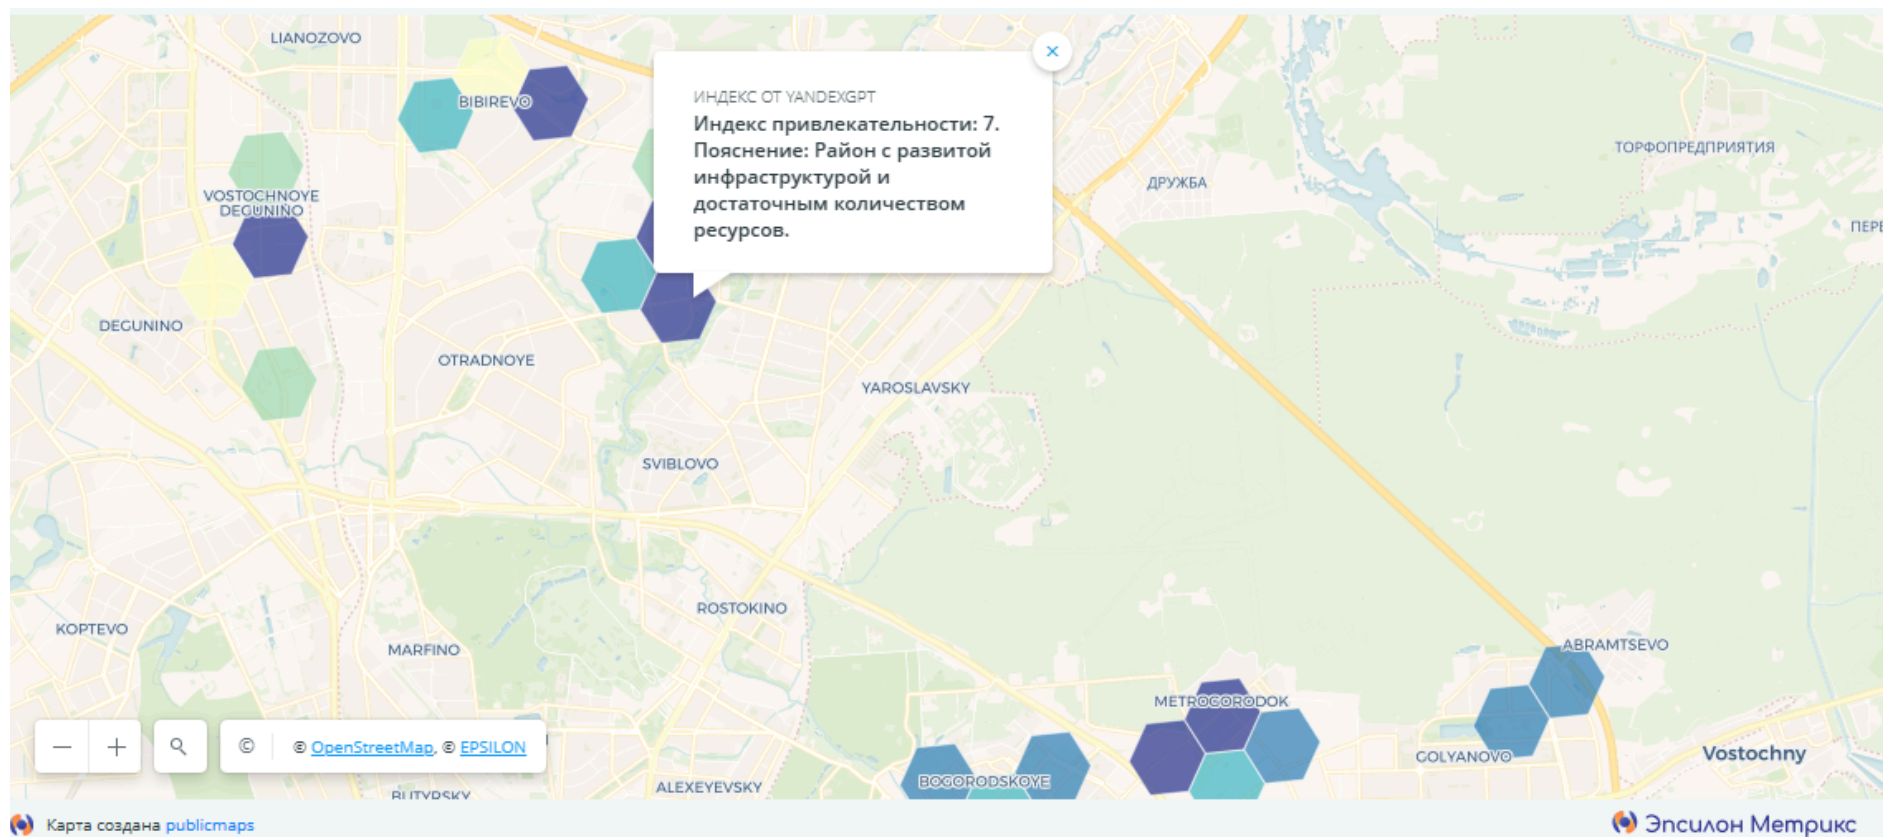 LIANOZOVO
BIBIREVO
ИНДЕКС ОТ YANDEXGPT
Индекс привлекательности: 7.
Пояснение: Район с развитой
инфраструктурой и
достаточным количеством
ресурсов.
ТОРФОПРЕДПРИЯТИЯ
ДРУЖБА
VOSTOCHNOYE
DEGUNINO
ПЕРЕ
DEGUNINO
OTRADNOYE
YAROSLAVSKY
SVIBLOVO
ROSTOKINO
KOPTEVO
MARFINO
ABRAMTSEVO
METROGORODOK
© © OpenStreetMap, © EPSILON
GOLYANOVO
Vostochny
BOGORODSKOYE
ALEXEYEVSKY
BUTYRSKY
Карта создана publicmaps
Эпсилон Метрикс